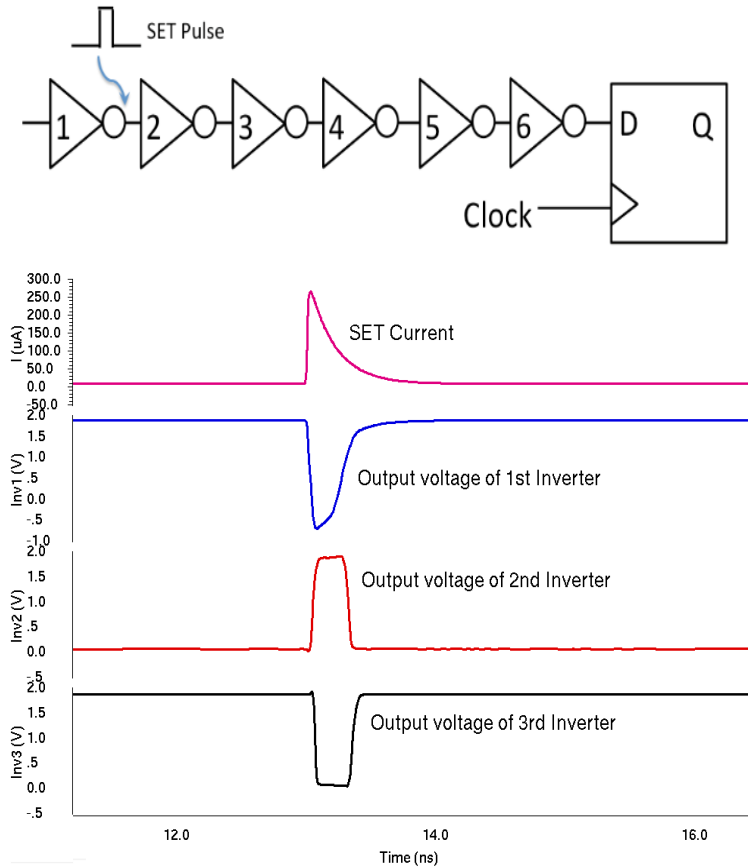 SET Pulse
1 2 3 4 5 6 D Q
Clock
300.0
250.0
200.0
150.0
100.0
50.0
0.0
-50.0
I (uA)
SET Current
2.0
1.5
1.0
.5
0.0
-.5
-1.0
Inv1 (V)
Output voltage of 1st Inverter
2.0
1.5
1.0
.5
0.0
-.5
Inv2 (V)
Output voltage of 2nd Inverter
2.0
1.5
1.0
.5
0.0
-.5
Inv3 (V)
Output voltage of 3rd Inverter
12.0 14.0 16.0
Time (ns)